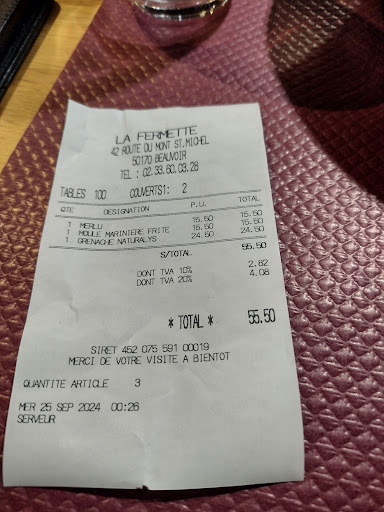 LA FERMETTE
42 ROUTE DU MONT ST.MICHEL
50170 BEAUVOIR
TEL : 02.33.60.03.28
TABLES 100 COUVERTS1: 2
QTE DESIGNATION P.U. TOTAL
1 MERLU 15.50 15.50
1 MOULE MARINIERE FRITE 15.50 15.50
1 GRENACHE NATURALYS 24.50 24.50
S/TOTAL 55.50
DONT TVA 10% 2.82
DONT TVA 20% 4.08
* TOTAL * 55.50
SIRET 452 075 591 00019
MERCI DE VOTRE VISITE A BIENTOT
QUANTITE ARTICLE 3
MER 25 SEP 2024 00:26
SERVEUR